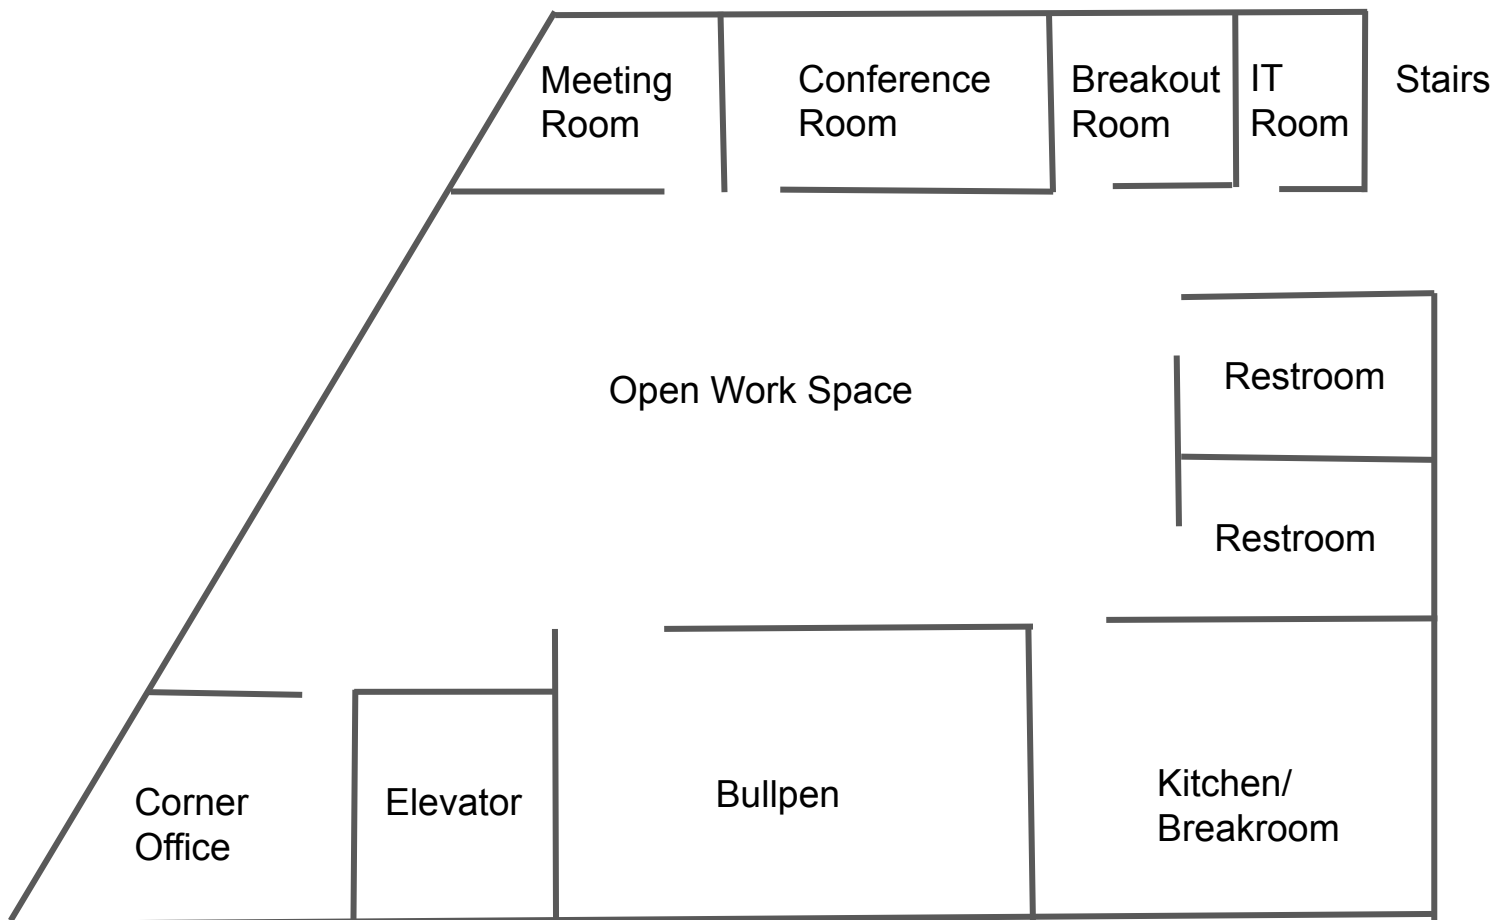 Meeting
Room
Conference
Room
Breakout
Room
IT
Room
Stairs
Open Work Space
Restroom
Restroom
Corner
Office
Elevator
Bullpen
Kitchen/
Breakroom